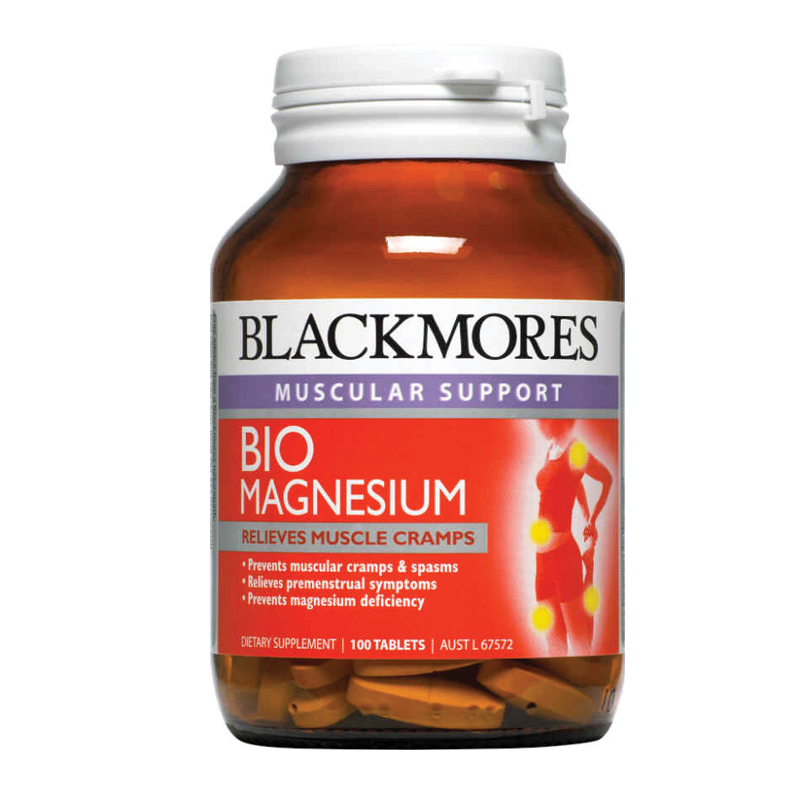 BLACKMORES
MUSCULAR SUPPORT
BIO
MAGNESIUM
RELIEVES MUSCLE CRAMPS
• Prevents muscular cramps & spasms
• Relieves premenstrual symptoms
• Prevents magnesium deficiency
DIETARY SUPPLEMENT | 100 TABLETS | AUST L 67572